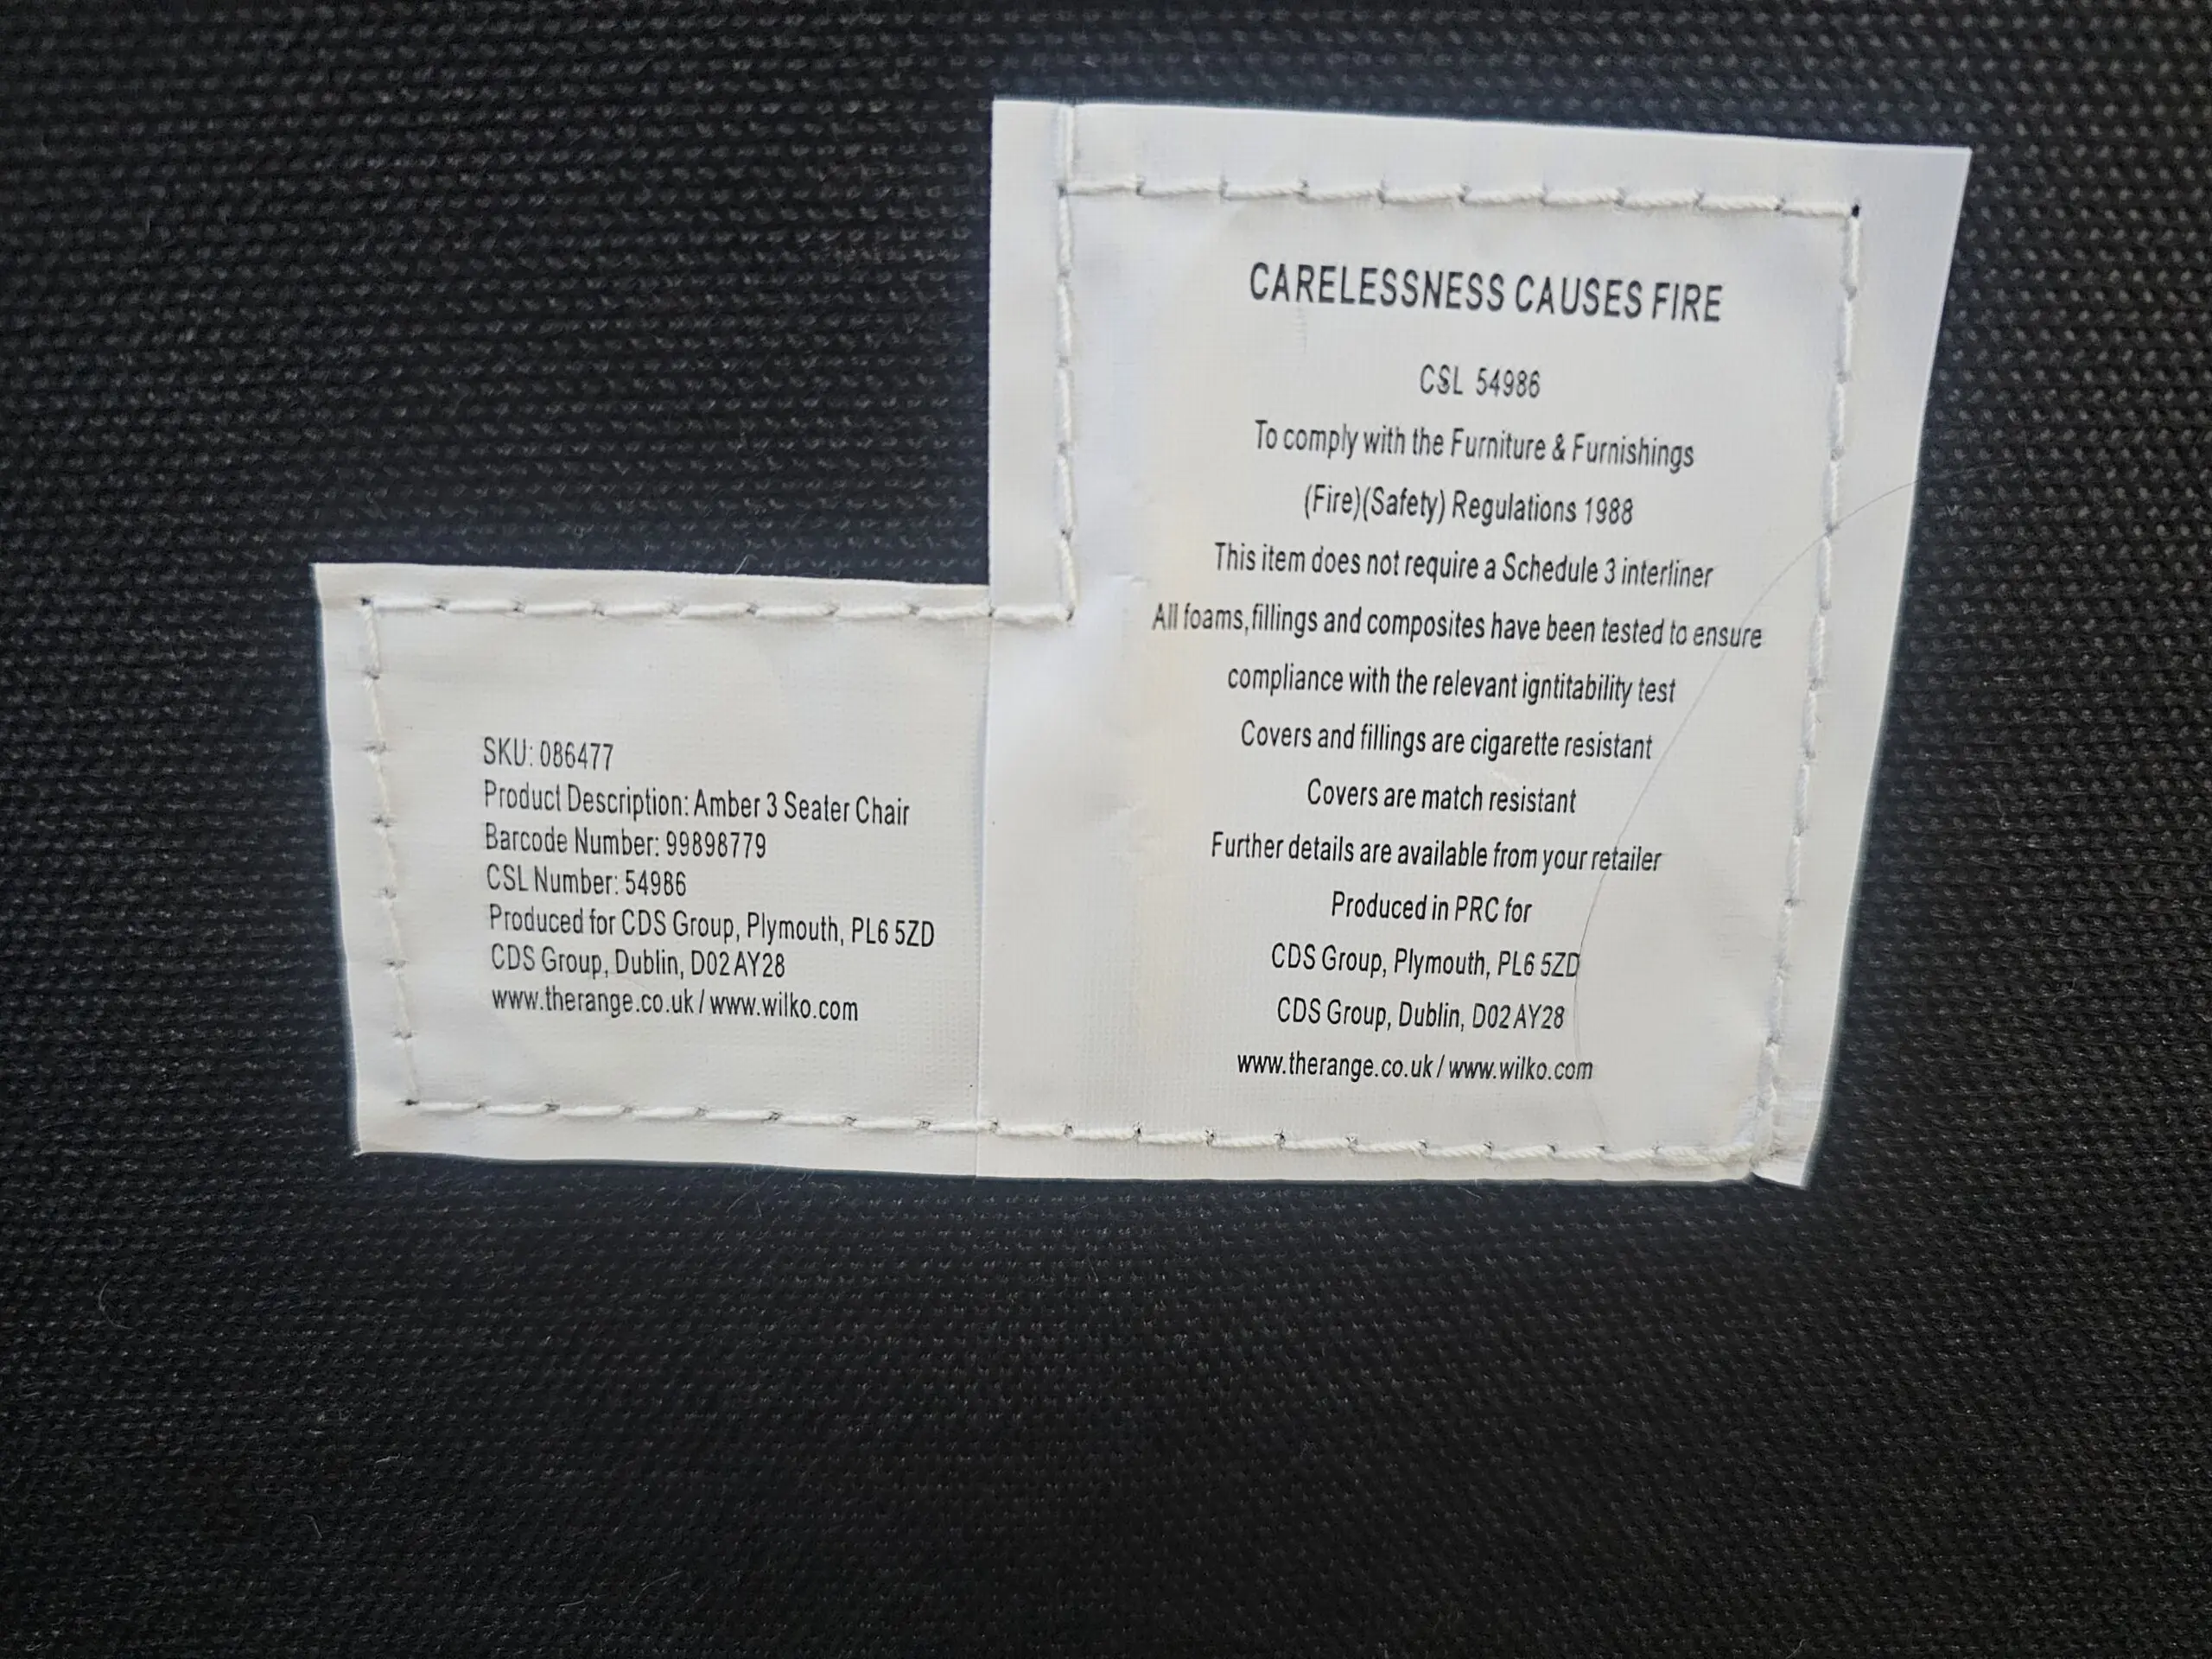 SKU: 086477
Product Description: Amber 3 Seater Chair
Barcode Number: 99898779
CSL Number: 54986
Produced for CDS Group, Plymouth, PL6 5ZD
CDS Group, Dublin, D02 AY28
www.therange.co.uk / www.wilko.com
CARELESSNESS CAUSES FIRE
CSL 54986
To comply with the Furniture & Furnishings
(Fire)(Safety) Regulations 1988
This item does not require a Schedule 3 interliner
All foams, fillings and composites have been tested to ensure
compliance with the relevant igntitability test
Covers and fillings are cigarette resistant
Covers are match resistant
Further details are available from your retailer
Produced in PRC for
CDS Group, Plymouth, PL6 5ZD
CDS Group, Dublin, D02 AY28
www.therange.co.uk / www.wilko.com